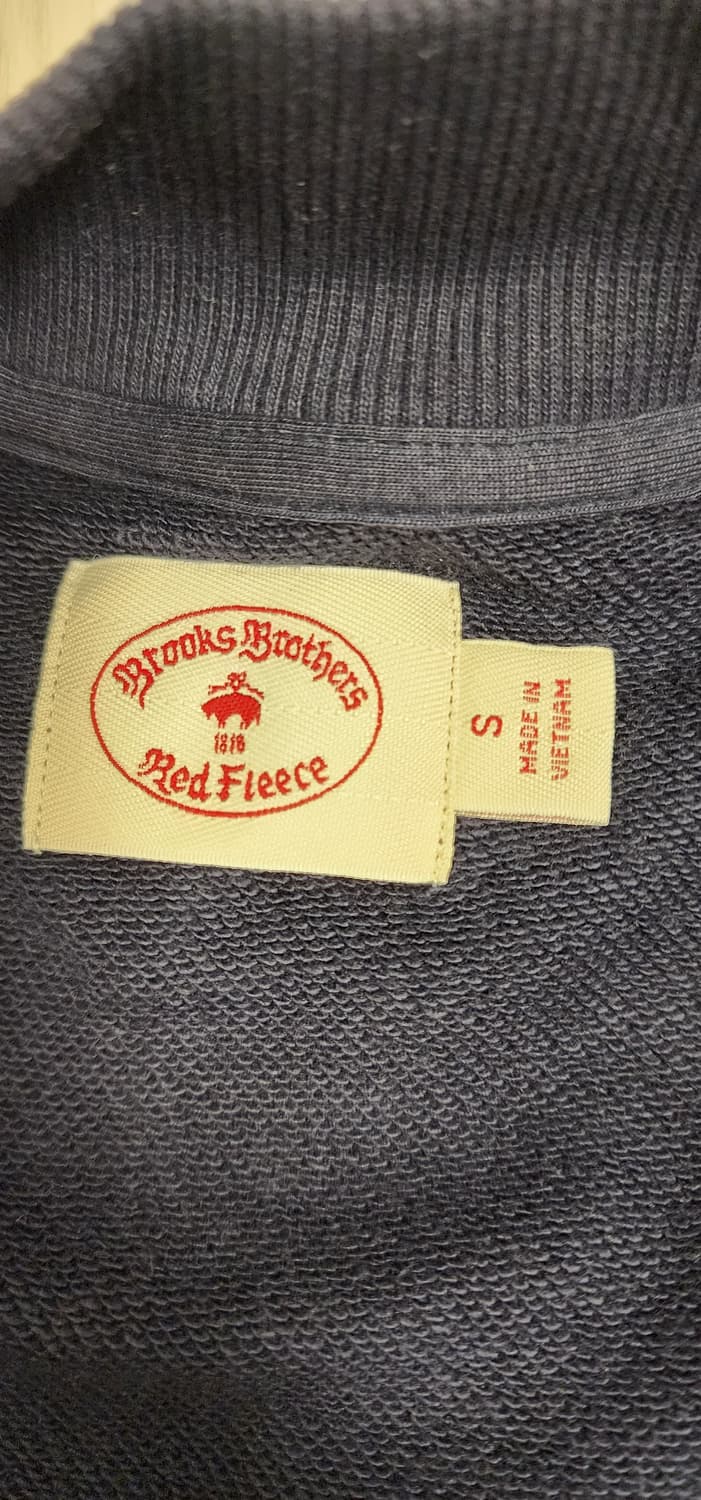 Brooks Brothers
1818
Red Fleece
S
MADE IN
VIETNAM